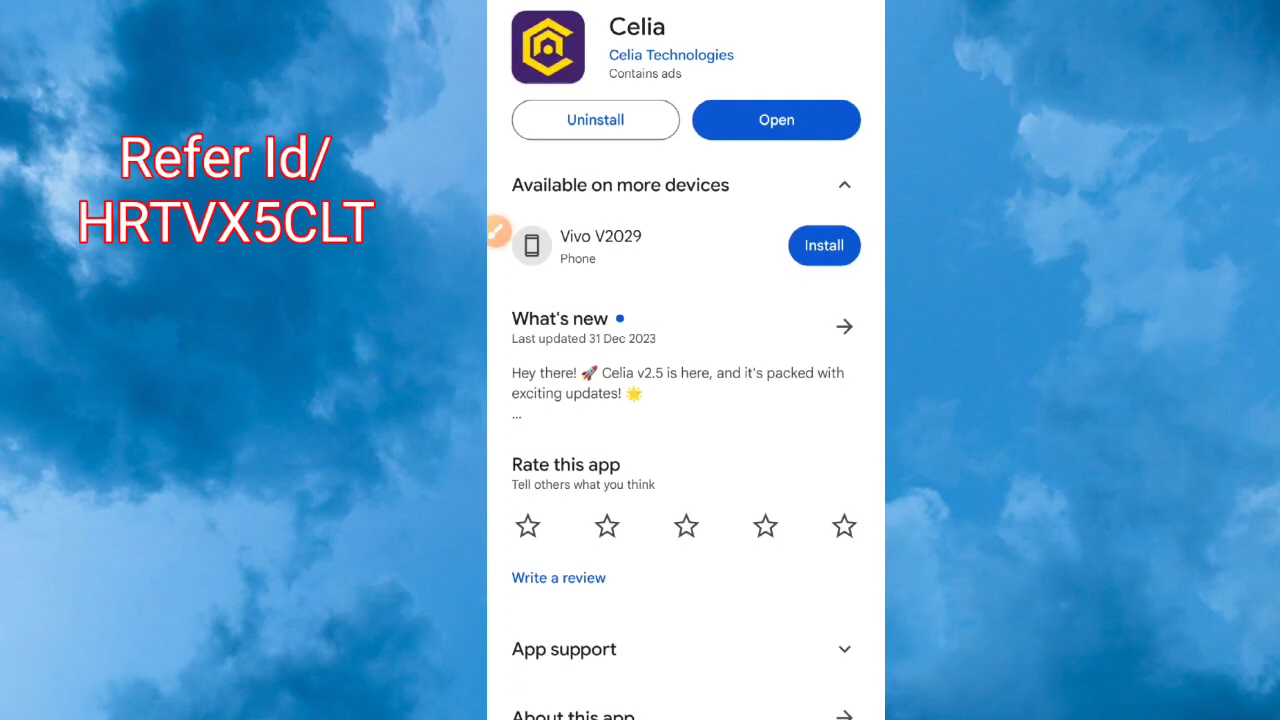 Refer Id/
HRTVX5CLT
Celia
Celia Technologies
Contains ads
Uninstall
Open
Available on more devices
Vivo V2029
Phone
Install
What's new
Last updated 31 Dec 2023
Hey there! 🚀 Celia v2.5 is here, and it's packed with
exciting updates! 🌟
...
Rate this app
Tell others what you think
Write a review
App support
About this app